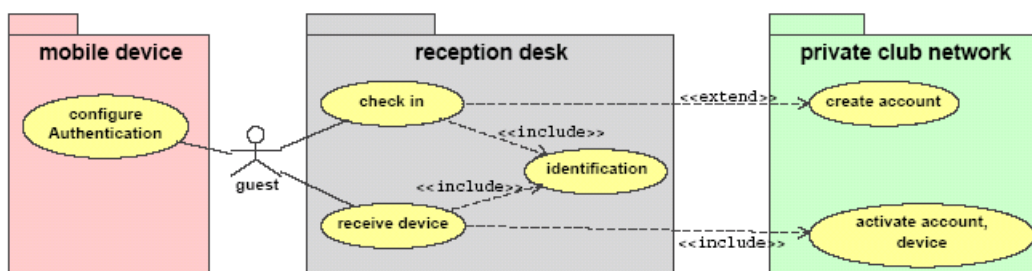 mobile device
reception desk
private club network
configure
Authentication
check in
<<extend>>
create account
<<include>>
identification
guest
<<include>>
receive device
<<include>>
activate account,
device